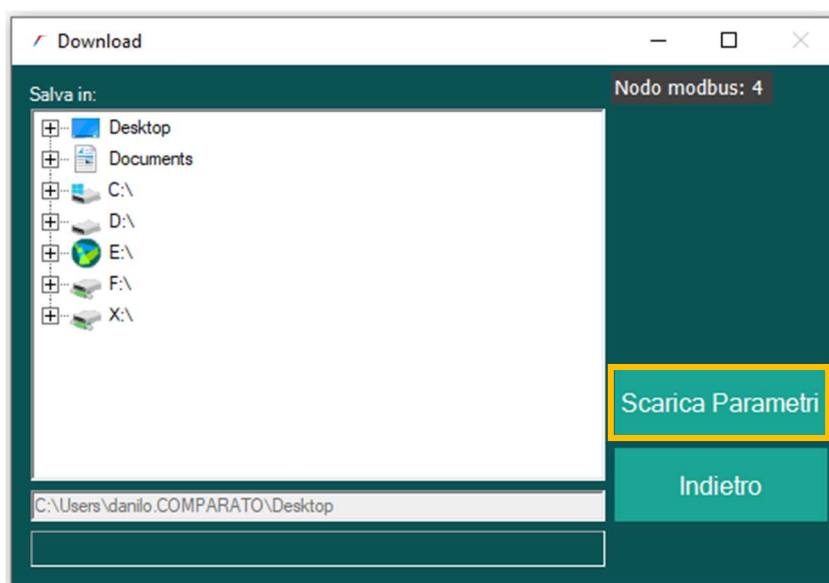 Download
Salva in:
Nodo modbus: 4
Desktop
Documents
C:\
D:\
E:\
F:\
X:\
Scarica Parametri
Indietro
C:\Users\danilo.COMPARATO\Desktop